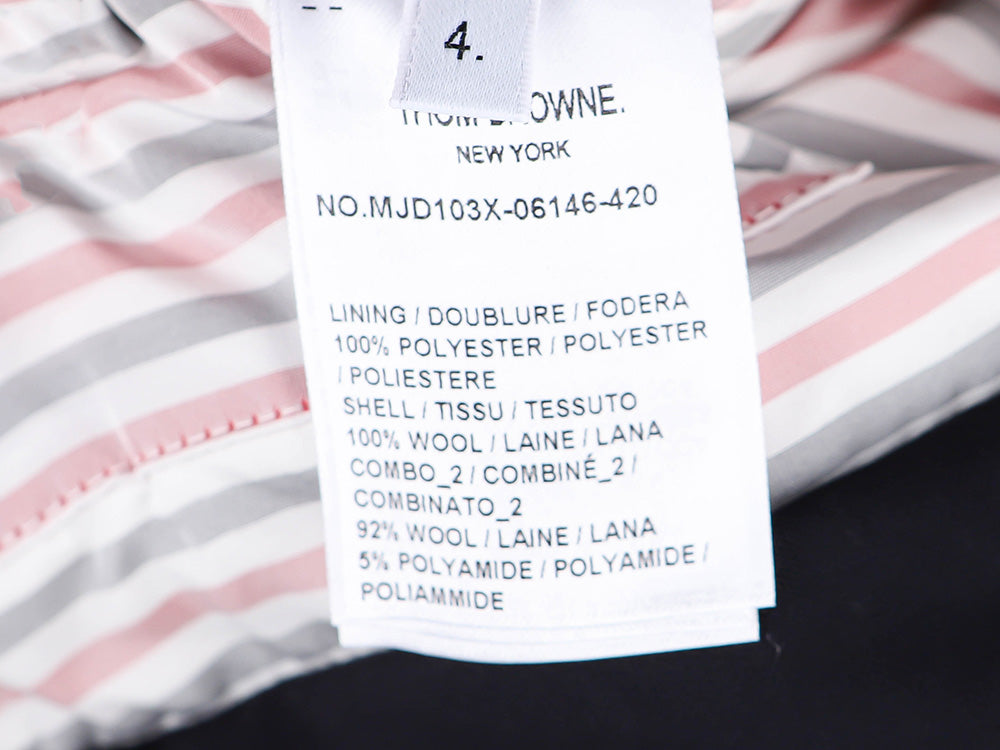 4.
NEW YORK
NO.MJD103X-06146-420
LINING / DOUBLURE / FODERA
100% POLYESTER / POLYESTER
/ POLIESTERE
SHELL / TISSU / TESSUTO
100% WOOL / LAINE / LANA
COMBO_2 / COMBINÉ_2 /
COMBINATO_2
92% WOOL / LAINE / LANA
5% POLYAMIDE / POLYAMIDE /
POLIAMMIDE